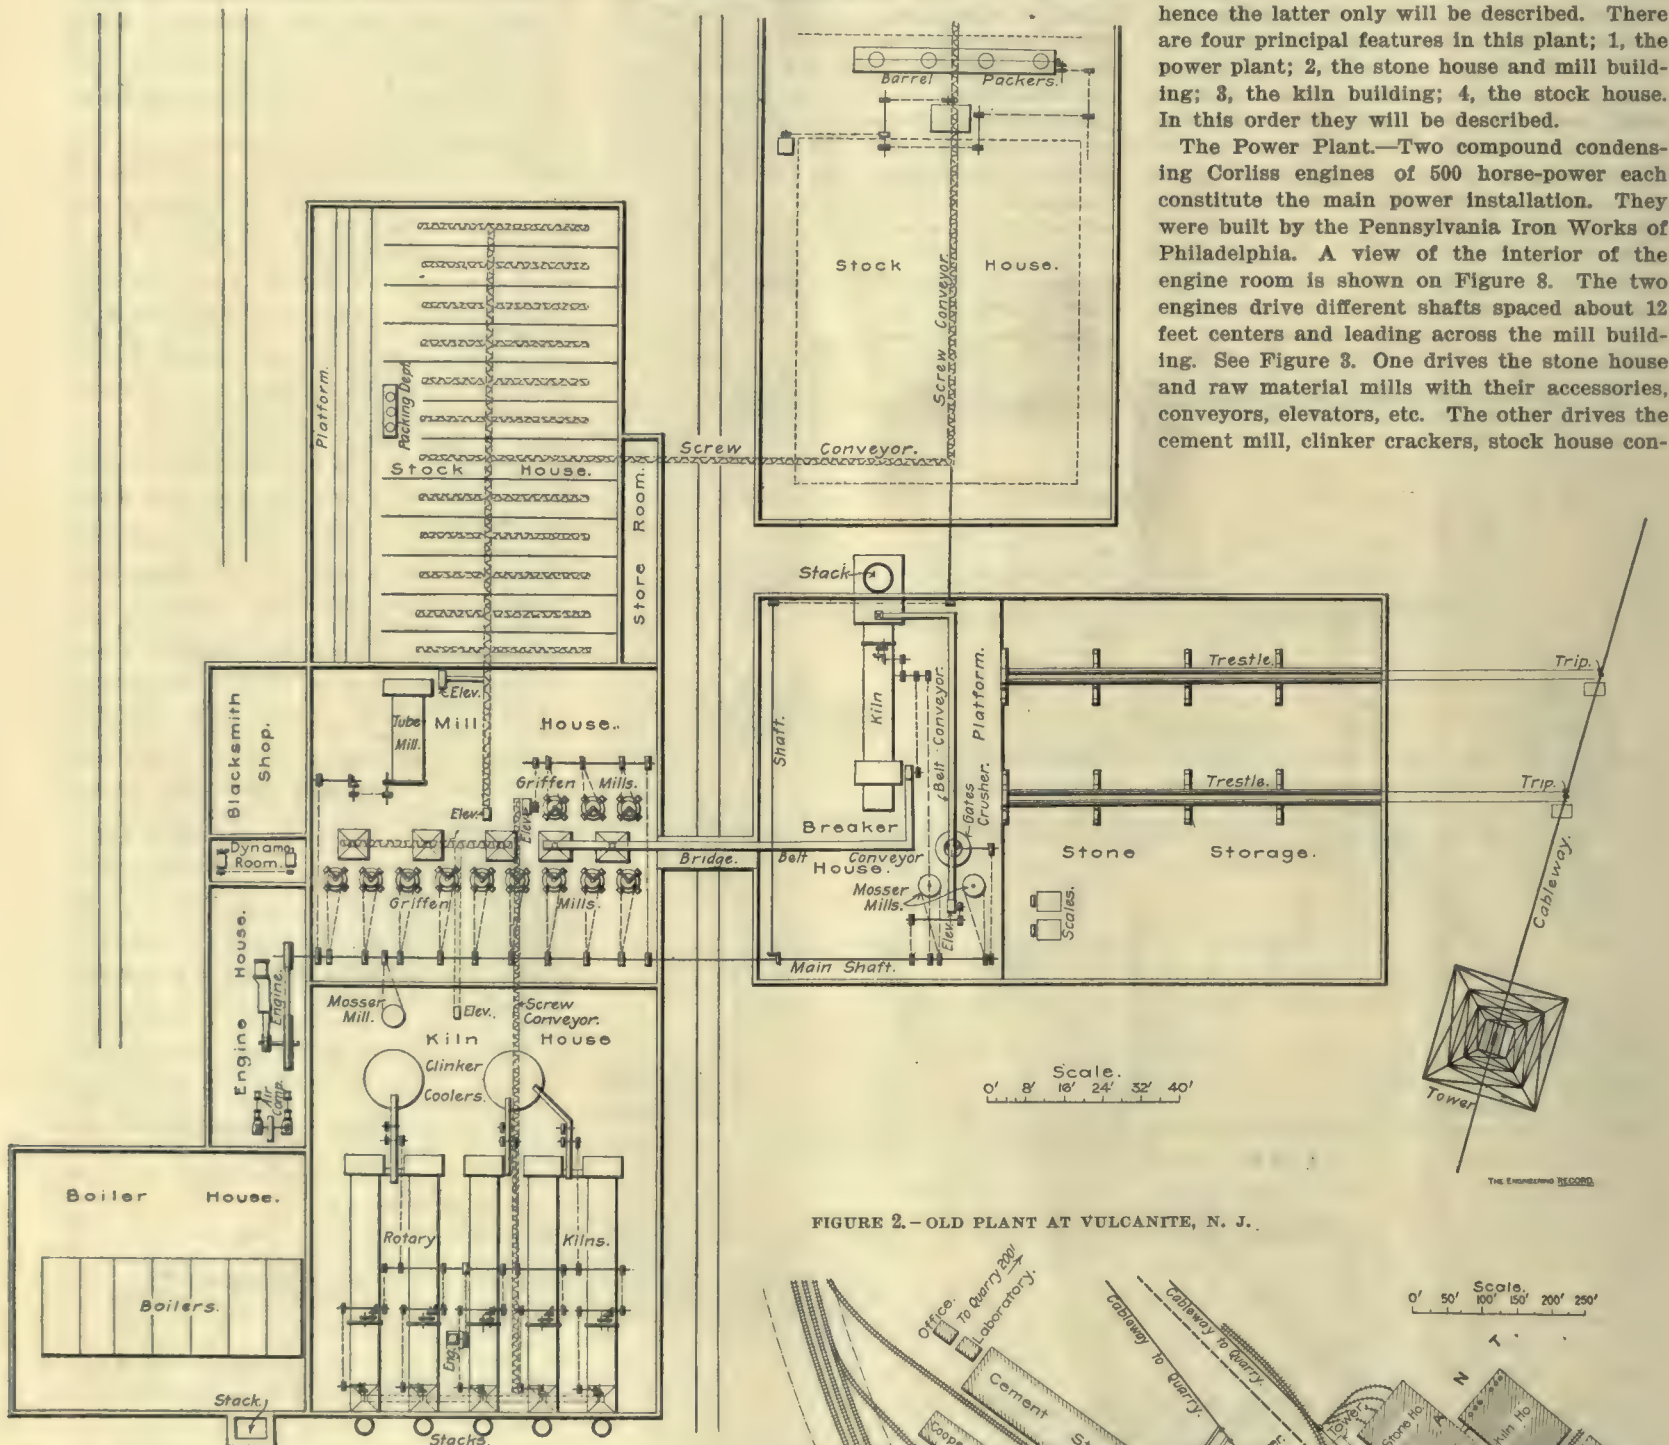 hence the latter only will be described. There
are four principal features in this plant; 1, the
power plant; 2, the stone house and mill build-
ing; 3, the kiln building; 4, the stock house.
In this order they will be described.
The Power Plant.—Two compound condens-
ing Corliss engines of 500 horse-power each
constitute the main power installation. They
were built by the Pennsylvania Iron Works of
Philadelphia. A view of the interior of the
engine room is shown on Figure 8. The two
engines drive different shafts spaced about 12
feet centers and leading across the mill build-
ing. See Figure 3. One drives the stone house
and raw material mills with their accessories,
conveyors, elevators, etc. The other drives the
cement mill, clinker crackers, stock house con-
Barrel Packers.
Stock House.
Screw Conveyor.
Platform.
Packing Dept.
Stock House.
Screw Conveyor.
Store Room.
Stack
Blacksmith
Shop.
Elev.
Tube
Mill.
Mill House.
Griffen Mills.
Elev.
Elev.
Dynamo
Room.
Griffen Mills.
Bridge.
Belt Conveyor
Shaft.
Kiln
Belt Conveyor.
Platform.
Gates
Crusher.
Breaker
House.
Mosser
Mills.
Elev.
Main Shaft.
Trestle.
Trip.
Trestle.
Trip.
Stone Storage.
Scales.
Cableway.
Tower
Engine House.
Engine.
Air
Comp.
Mosser
Mill.
Elev.
Screw
Conveyor.
Kiln House
Clinker
Coolers.
Scale.
0' 8' 16' 24' 32' 40'
THE ENGINEERING RECORD.
Boiler House.
Boilers.
Rotary Kilns.
Eng.
Stack.
Stacks.
FIGURE 2.—OLD PLANT AT VULCANITE, N. J.
Office.
To Quarry 200'
Laboratory.
Cement
Cableway to Quarry.
Cableway to Quarry.
Scale.
0' 50' 100' 150' 200' 250'
N T.
A
Tower
Stone Ho.
Kiln Ho.